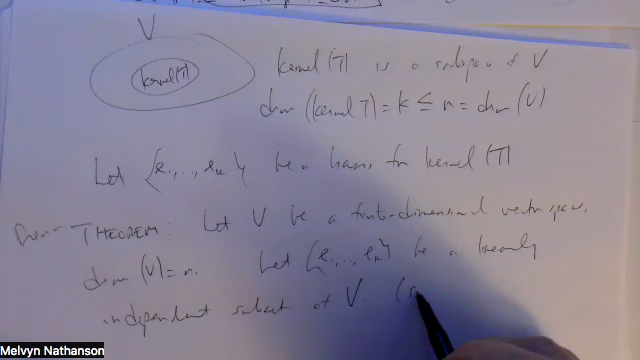 V
kernel(T)
kernel(T) is a subspace of V
dim (kernel T) = k ≤ n = dim (V)
Let {e1, ..., ek} be a basis for kernel (T)
THEOREM: Let V be a finite-dimensional vector space,
dim (V) = n. Let {e1, ..., ek} be a linearly
independent subset of V. (
Melvyn Nathanson